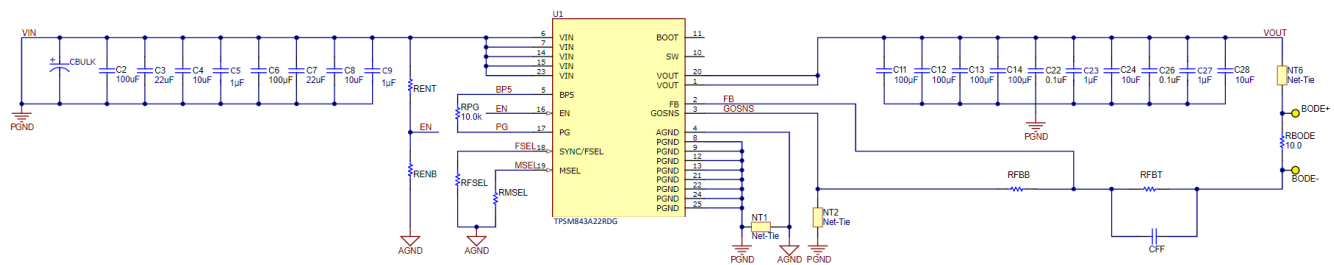 U1
VIN
CBULK
C2
100µF
C3
22uF
C4
10uF
C5
1µF
C6
100µF
C7
22uF
C8
10uF
C9
1µF
PGND
RENT
EN
RENB
AGND
BP5
RPG
10.0k
EN
PG
FSEL
MSEL
RFSEL
RMSEL
AGND
6
VIN
7
VIN
14
VIN
15
VIN
23
VIN
5
BP5
16
EN
17
PG
18
SYNC/FSEL
19
MSEL
BOOT
11
SW
10
VOUT
20
VOUT
1
FB
2
GOSNS
3
AGND
4
PGND
8
PGND
9
PGND
12
PGND
13
PGND
21
PGND
22
PGND
24
PGND
25
TPSM843A22RDG
FB
GOSNS
NT1
Net-Tie
PGND
AGND
NT2
Net-Tie
PGND
VOUT
C11
100µF
C12
100µF
C13
100µF
C14
100µF
C22
0.1uF
C23
1µF
C24
10uF
C26
0.1uF
C27
1µF
C28
10uF
PGND
NT6
Net-Tie
BODE+
RBODE
10.0
BODE-
RFBB
RFBT
CFF